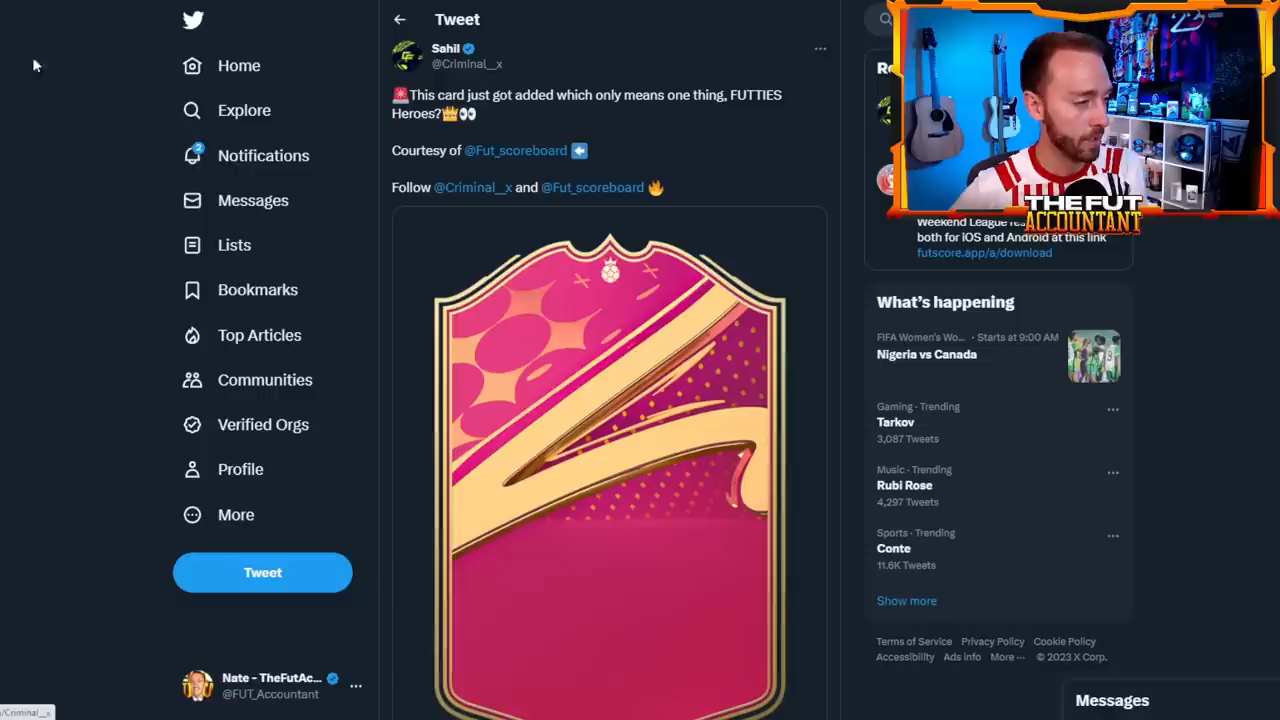 Home
Explore
2
Notifications
Messages
Lists
Bookmarks
Top Articles
Communities
Verified Orgs
Profile
More
Tweet
Nate - TheFutAc...
@FUT_Accountant
/Criminal__x
Tweet
Sahil
@Criminal__x
🚨This card just got added which only means one thing, FUTTIES
Heroes?👑👀
Courtesy of @Fut_scoreboard ⬅️
Follow @Criminal__x and @Fut_scoreboard 🔥
23
THE FUT
ACCOUNTANT
Weekend League
both for iOS and Android at this link
futscore.app/a/download
What's happening
FIFA Women's Wo... · Starts at 9:00 AM
Nigeria vs Canada
Gaming · Trending
Tarkov
3,087 Tweets
Music · Trending
Rubi Rose
4,297 Tweets
Sports · Trending
Conte
11.6K Tweets
Show more
Terms of Service Privacy Policy Cookie Policy
Accessibility Ads info More ··· © 2023 X Corp.
Messages